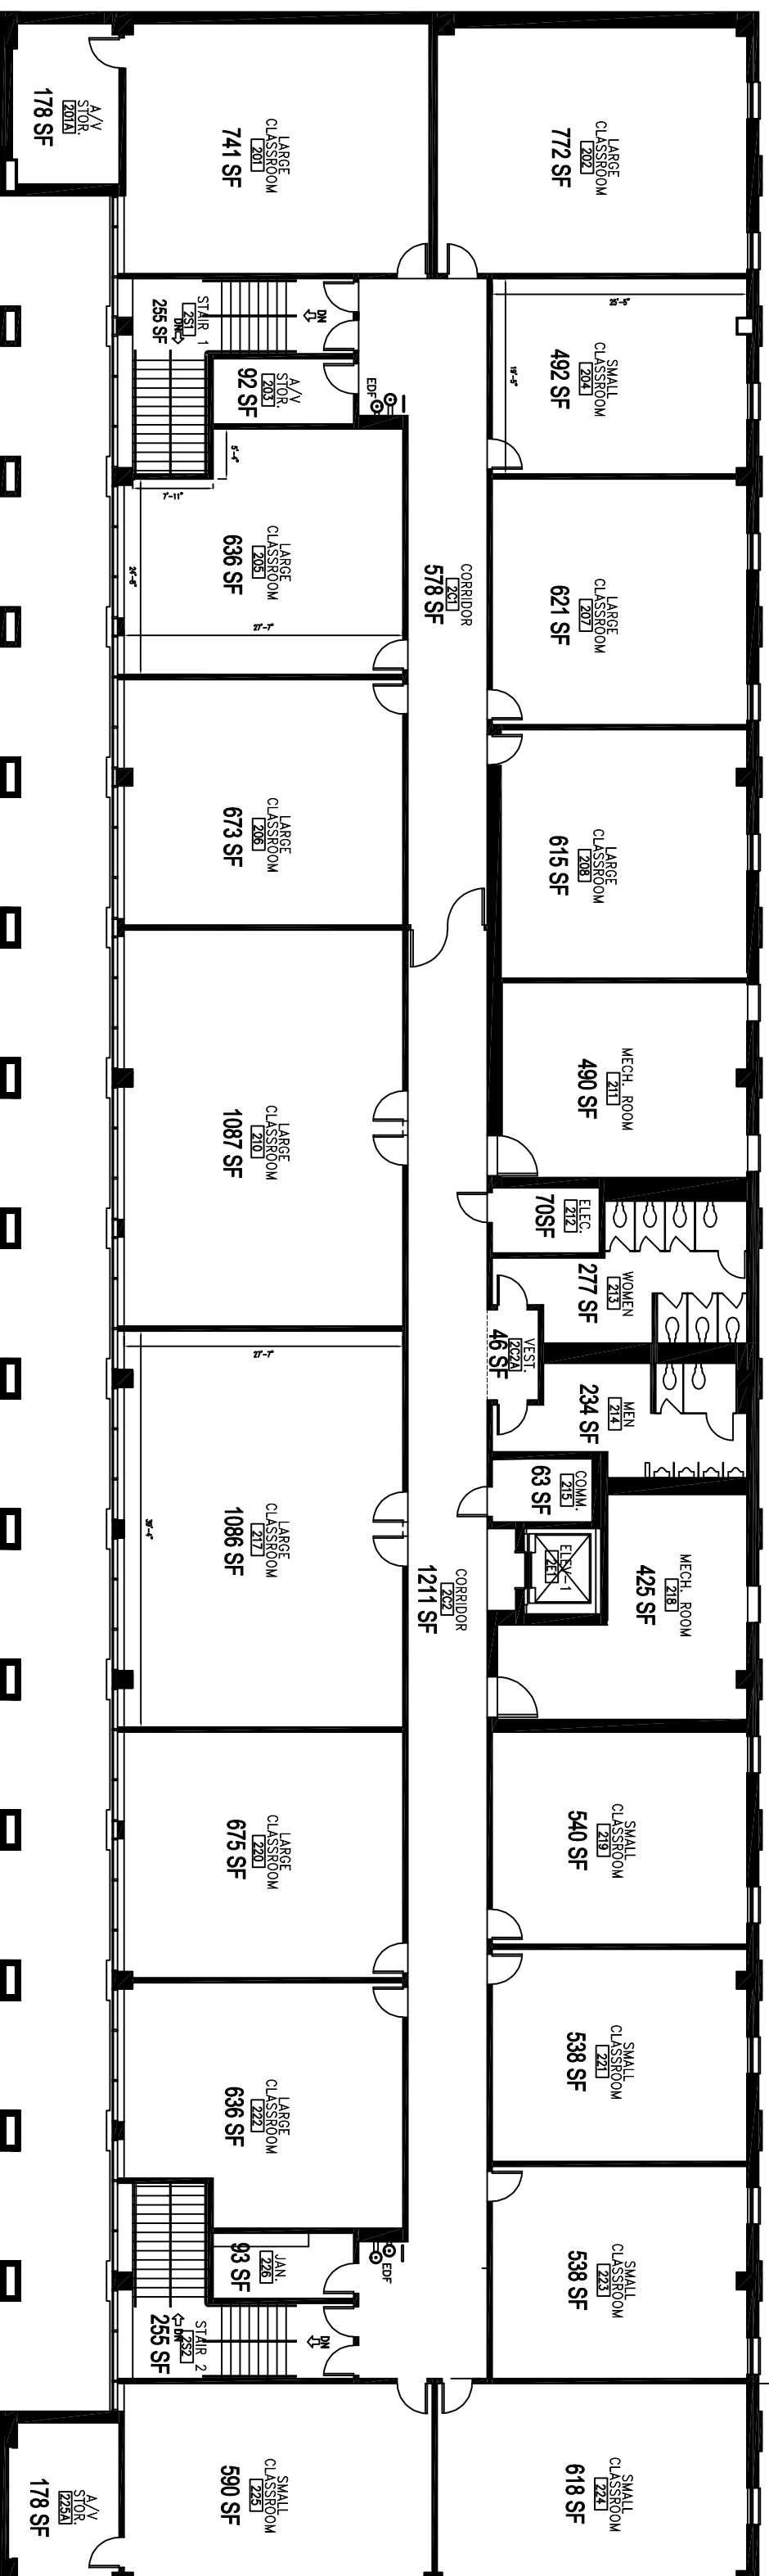 LARGE
CLASSROOM
202
772 SF
LARGE
CLASSROOM
201
741 SF
A/V
STOR.
201A
178 SF
SMALL
CLASSROOM
204
492 SF
25'-5"
19'-5"
STAIR 1
2S1
255 SF
DN
DN
A/V
STOR.
203
92 SF
EDF
LARGE
CLASSROOM
207
621 SF
CORRIDOR
2C1
578 SF
LARGE
CLASSROOM
205
636 SF
5'-4"
7'-11"
27'-7"
LARGE
CLASSROOM
208
615 SF
LARGE
CLASSROOM
206
673 SF
MECH. ROOM
211
490 SF
LARGE
CLASSROOM
210
1087 SF
ELEC.
212
70SF
WOMEN
213
277 SF
VEST.
2C2A
46 SF
MEN
214
234 SF
COMM.
215
63 SF
ELEV-1
2E1
MECH. ROOM
218
425 SF
CORRIDOR
2C2
1211 SF
LARGE
CLASSROOM
217
1086 SF
27'-7"
39'-4"
SMALL
CLASSROOM
219
540 SF
LARGE
CLASSROOM
220
675 SF
SMALL
CLASSROOM
221
538 SF
LARGE
CLASSROOM
222
636 SF
SMALL
CLASSROOM
223
538 SF
EDF
JAN.
226
93 SF
DN
STAIR 2
2S2
255 SF
DN
SMALL
CLASSROOM
224
618 SF
SMALL
CLASSROOM
225
590 SF
A/V
STOR.
225A
178 SF